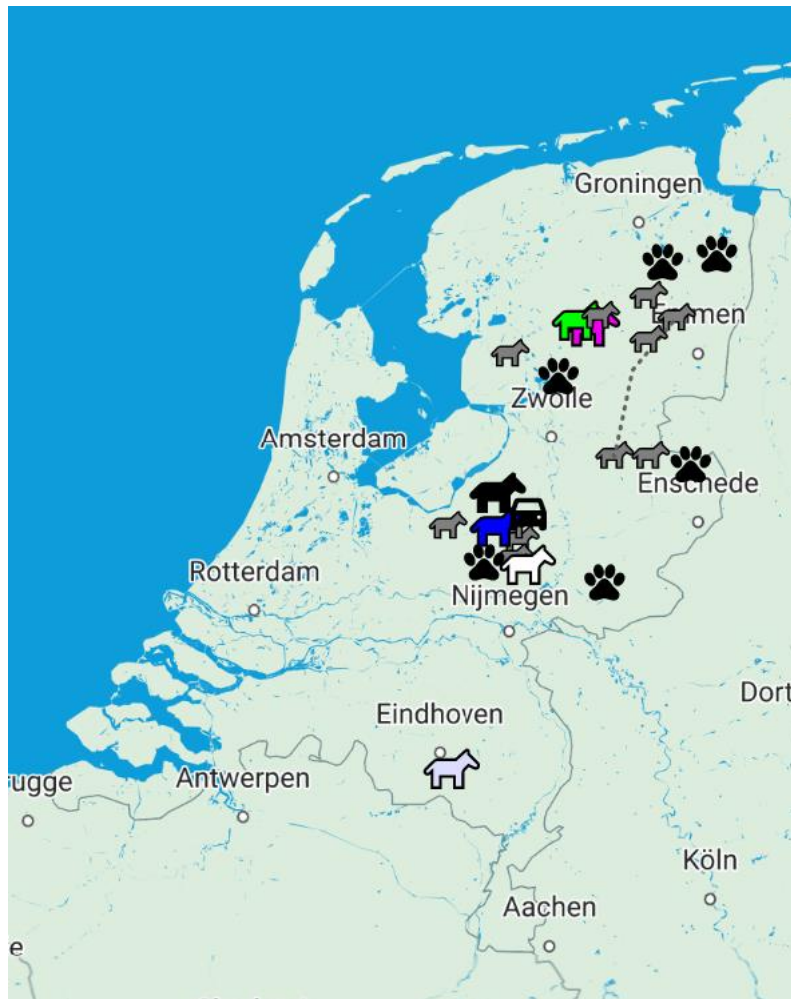 Groningen
Emmen
Zwolle
Amsterdam
Enschede
Rotterdam
Nijmegen
Dort
Eindhoven
rugge
Antwerpen
Köln
Aachen
e